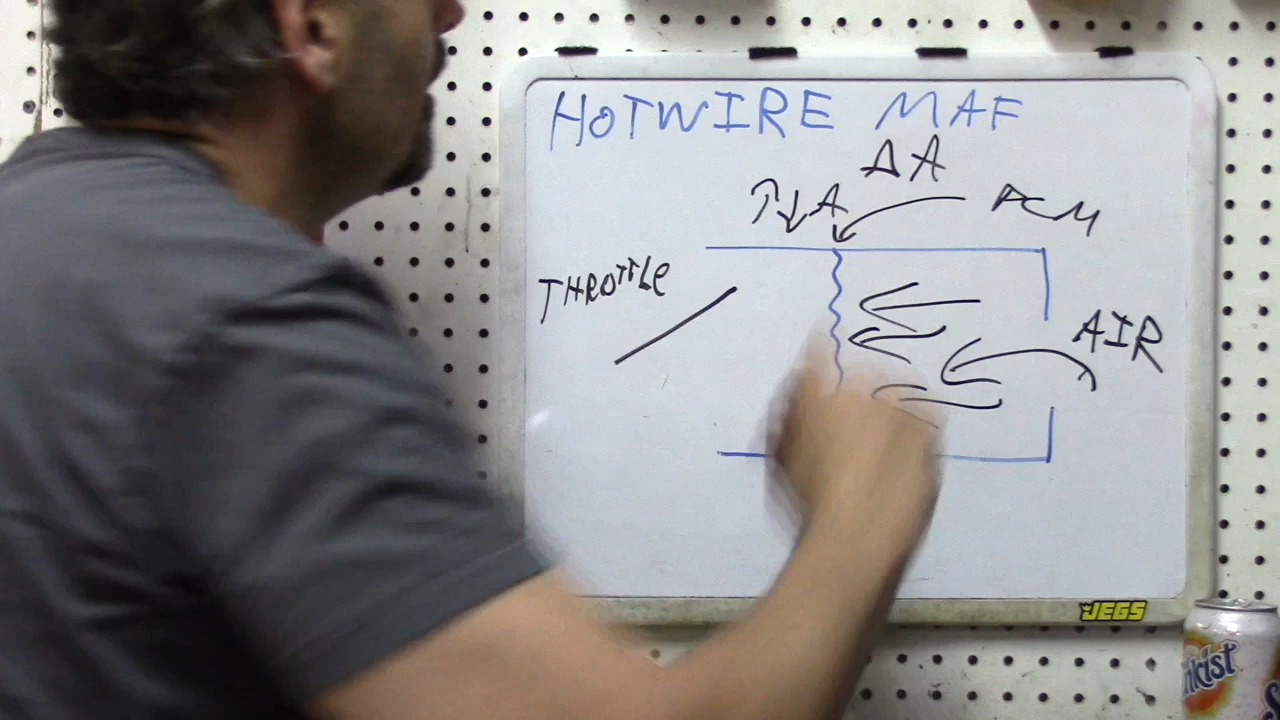 HOTWIRE MAF
ΔA
↑↓A
PCM
THROTTLE
AIR
JEGS